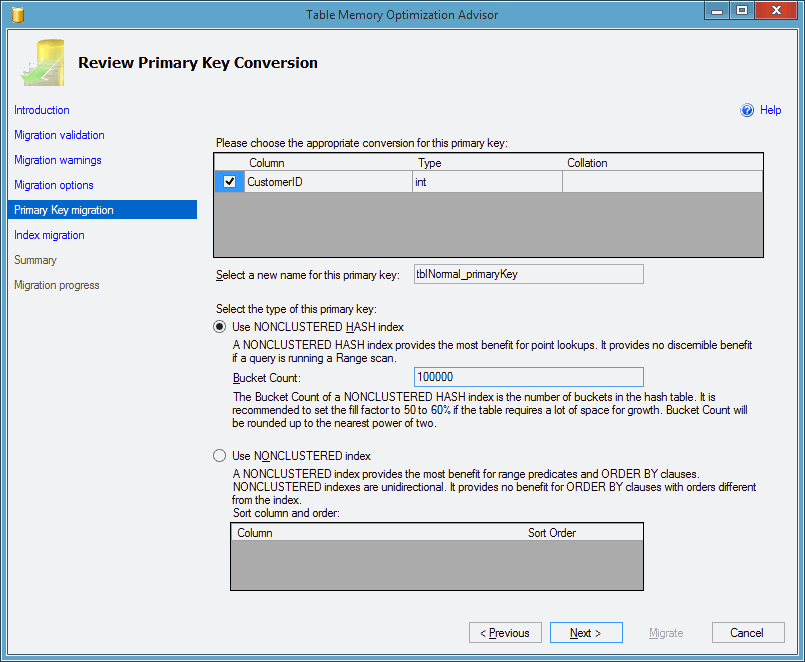 Table Memory Optimization Advisor
Review Primary Key Conversion
Introduction
Migration validation
Migration warnings
Migration options
Primary Key migration
Index migration
Summary
Migration progress
Help
Please choose the appropriate conversion for this primary key:
Column Type Collation
CustomerID int
Select a new name for this primary key: tblNormal_primaryKey
Select the type of this primary key:
Use NONCLUSTERED HASH index
A NONCLUSTERED HASH index provides the most benefit for point lookups. It provides no discernible benefit
if a query is running a Range scan.
Bucket Count: 100000
The Bucket Count of a NONCLUSTERED HASH index is the number of buckets in the hash table. It is
recommended to set the fill factor to 50 to 60% if the table requires a lot of space for growth. Bucket Count will
be rounded up to the nearest power of two.
Use NONCLUSTERED index
A NONCLUSTERED index provides the most benefit for range predicates and ORDER BY clauses.
NONCLUSTERED indexes are unidirectional. It provides no benefit for ORDER BY clauses with orders different
from the index.
Sort column and order:
Column Sort Order
< Previous Next > Migrate Cancel